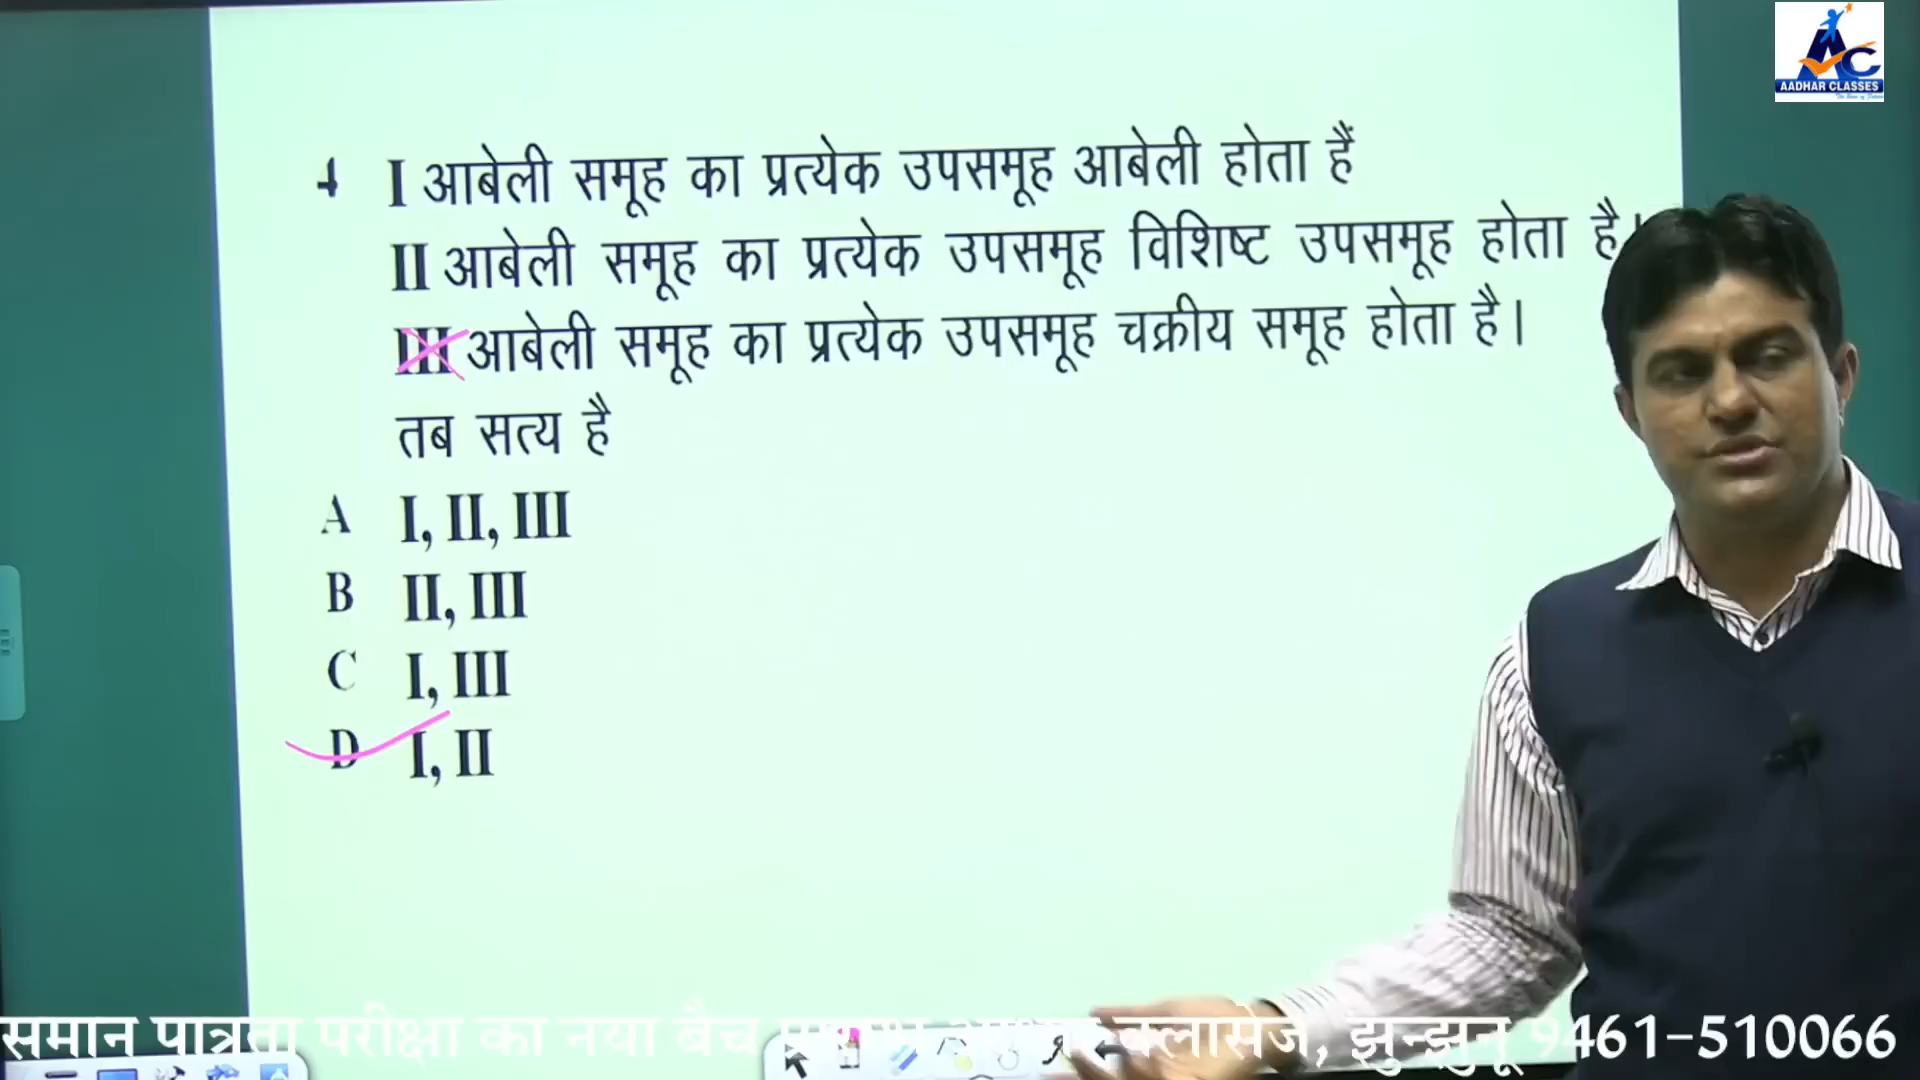 AADHAR CLASSES
4 I आबेली समूह का प्रत्येक उपसमूह आबेली होता हैं
II आबेली समूह का प्रत्येक उपसमूह विशिष्ट उपसमूह होता है।
III आबेली समूह का प्रत्येक उपसमूह चक्रीय समूह होता है।
तब सत्य है
A I, II, III
B II, III
C I, III
D I, II
समान पात्रता परीक्षा का नया बैच क्लासेज, झुन्झुनू 9461-510066